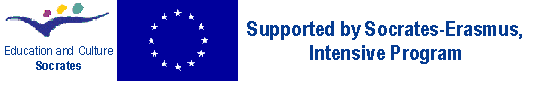 Education and Culture
Socrates
Supported by Socrates-Erasmus,
Intensive Program